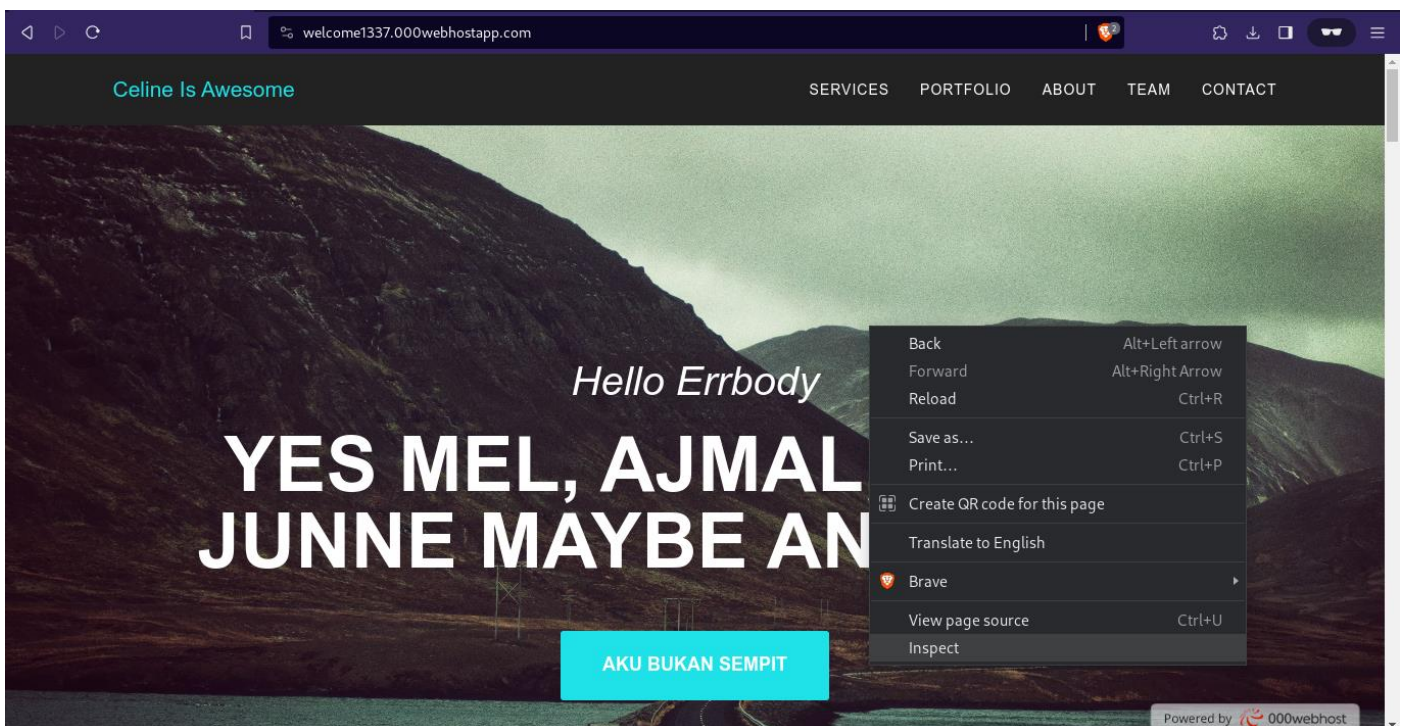 welcome1337.000webhostapp.com
2
Celine Is Awesome
SERVICES PORTFOLIO ABOUT TEAM CONTACT
Hello Errbody
YES MEL, AJMAL
JUNNE MAYBE AN
AKU BUKAN SEMPIT
Back Alt+Left arrow
Forward Alt+Right Arrow
Reload Ctrl+R
Save as... Ctrl+S
Print... Ctrl+P
Create QR code for this page
Translate to English
Brave
View page source Ctrl+U
Inspect
Powered by 000webhost